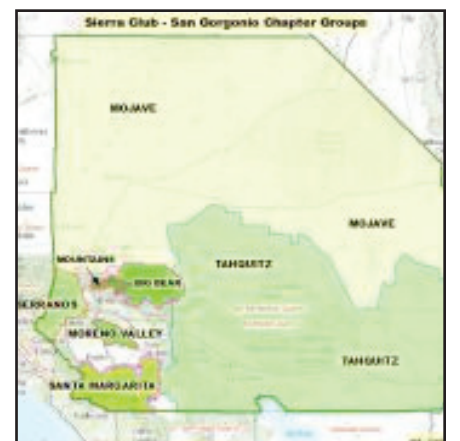 Sierra Club - San Gorgonio Chapter Groups
MOJAVE
MOJAVE
MOUNTAINS
TAHQUITZ
BIG BEAR
SERRANOS
MORENO VALLEY
TAHQUITZ
SANTA MARGARITA